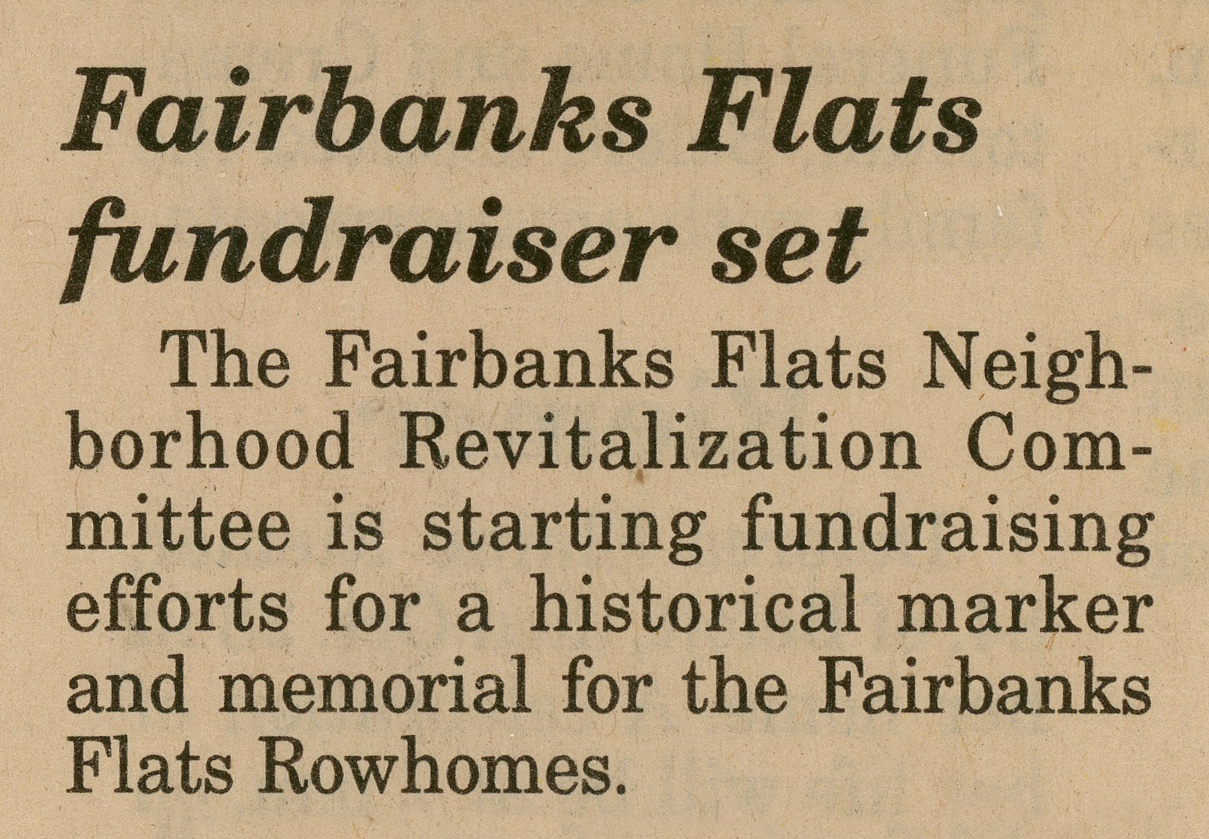 Fairbanks Flats
fundraiser set
The Fairbanks Flats Neigh-
borhood Revitalization Com-
mittee is starting fundraising
efforts for a historical marker
and memorial for the Fairbanks
Flats Rowhomes.